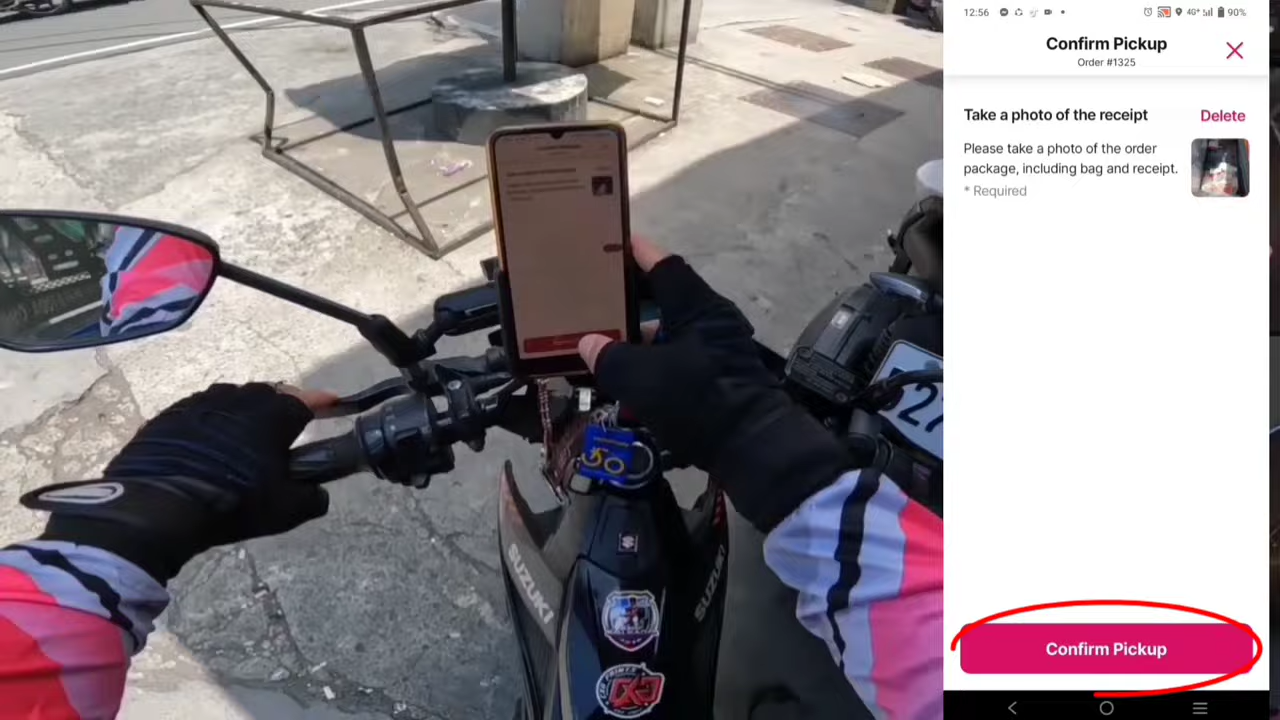 12:56
4G+
90%
Confirm Pickup
Order #1325
Take a photo of the receipt
Delete
Please take a photo of the order
package, including bag and receipt.
* Required
Confirm Pickup
SUZUKI
SUZUKI